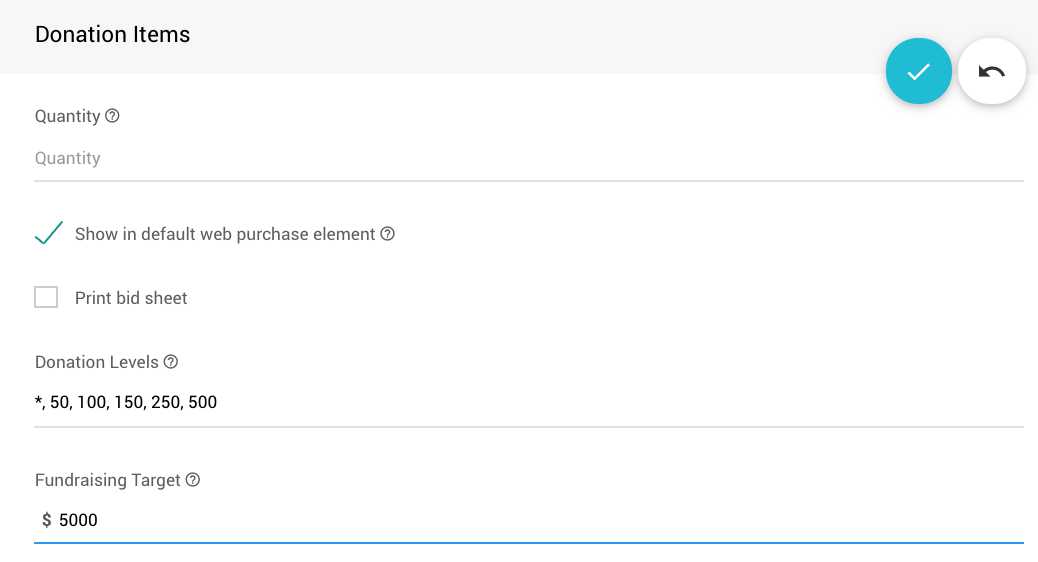 Donation Items
Quantity
Quantity
Show in default web purchase element
Print bid sheet
Donation Levels
*, 50, 100, 150, 250, 500
Fundraising Target
$ 5000